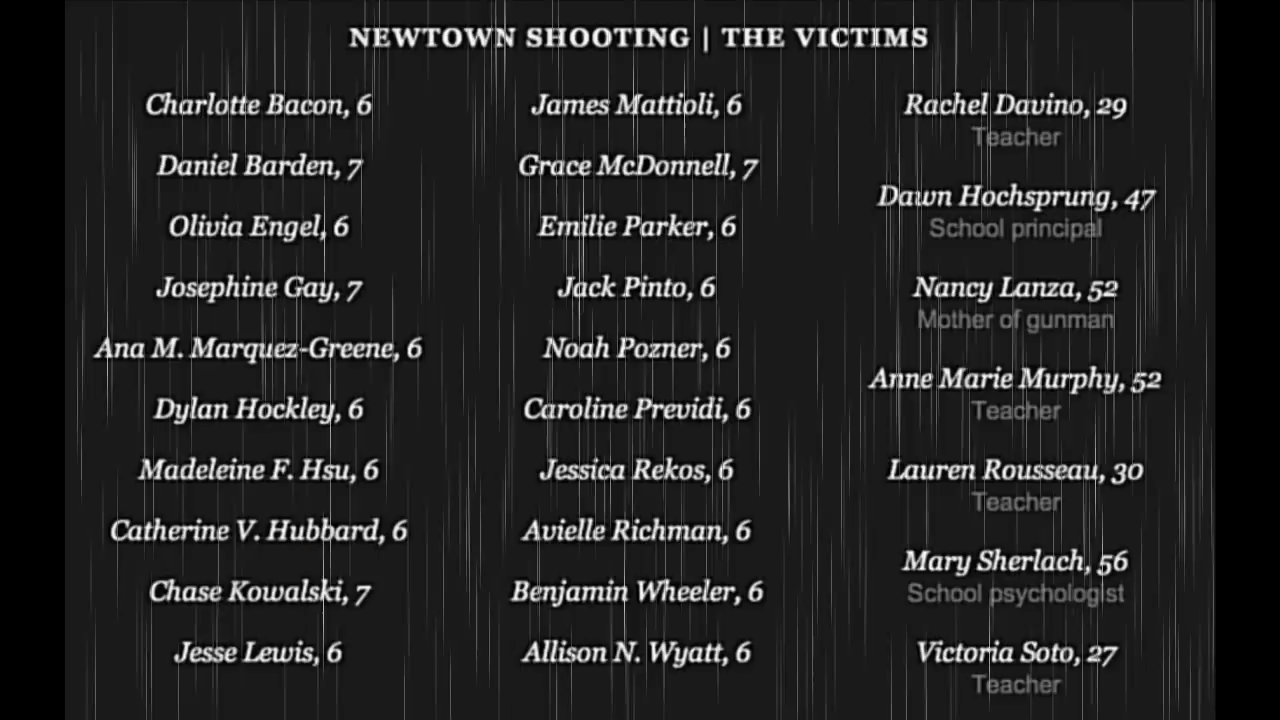 NEWTOWN SHOOTING | THE VICTIMS
Charlotte Bacon, 6
Daniel Barden, 7
Olivia Engel, 6
Josephine Gay, 7
Ana M. Marquez-Greene, 6
Dylan Hockley, 6
Madeleine F. Hsu, 6
Catherine V. Hubbard, 6
Chase Kowalski, 7
Jesse Lewis, 6
James Mattioli, 6
Grace McDonnell, 7
Emilie Parker, 6
Jack Pinto, 6
Noah Pozner, 6
Caroline Previdi, 6
Jessica Rekos, 6
Avielle Richman, 6
Benjamin Wheeler, 6
Allison N. Wyatt, 6
Rachel Davino, 29
Teacher
Dawn Hochsprung, 47
School principal
Nancy Lanza, 52
Mother of gunman
Anne Marie Murphy, 52
Teacher
Lauren Rousseau, 30
Teacher
Mary Sherlach, 56
School psychologist
Victoria Soto, 27
Teacher